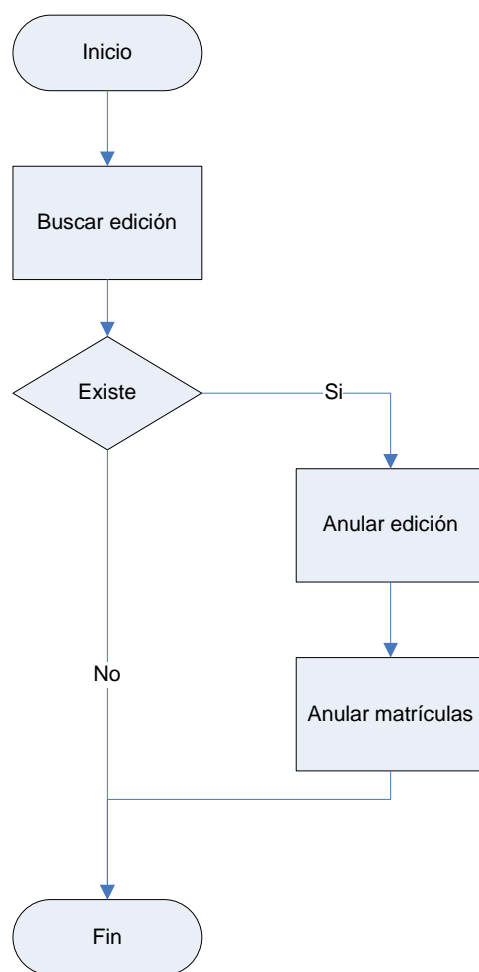 Inicio
Buscar edición
Existe
Si
Anular edición
No
Anular matrículas
Fin